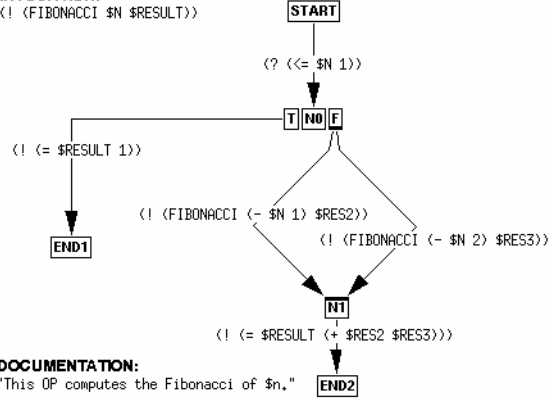 (! (FIBONACCI $N $RESULT))
START
(? (<= $N 1))
T N0 F
(! (= $RESULT 1))
(! (FIBONACCI (- $N 1) $RES2))
(! (FIBONACCI (- $N 2) $RES3))
END1
N1
(! (= $RESULT (+ $RES2 $RES3)))
DOCUMENTATION:
"This OP computes the Fibonacci of $n."
END2